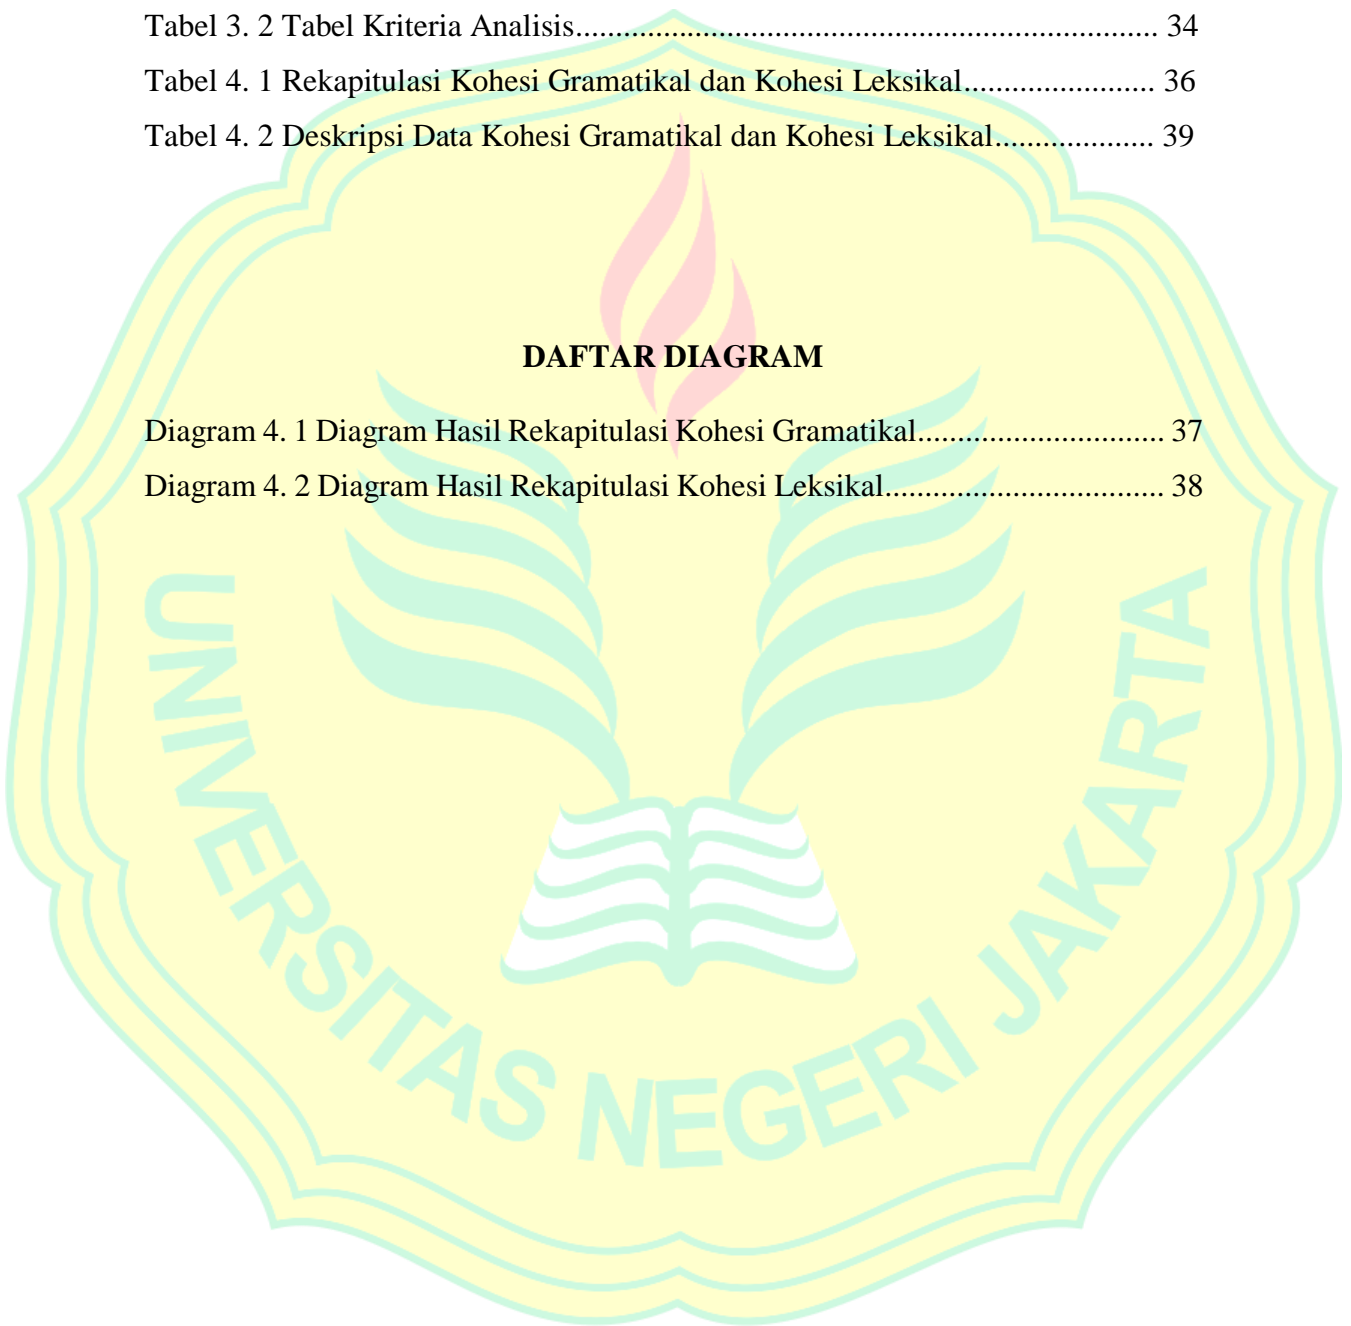 Tabel 3. 2 Tabel Kriteria Analisis......................................................................... 34
Tabel 4. 1 Rekapitulasi Kohesi Gramatikal dan Kohesi Leksikal........................ 36
Tabel 4. 2 Deskripsi Data Kohesi Gramatikal dan Kohesi Leksikal.................... 39
DAFTAR DIAGRAM
Diagram 4. 1 Diagram Hasil Rekapitulasi Kohesi Gramatikal............................... 37
Diagram 4. 2 Diagram Hasil Rekapitulasi Kohesi Leksikal................................... 38
UNIVERSITAS NEGERI JAKARTA